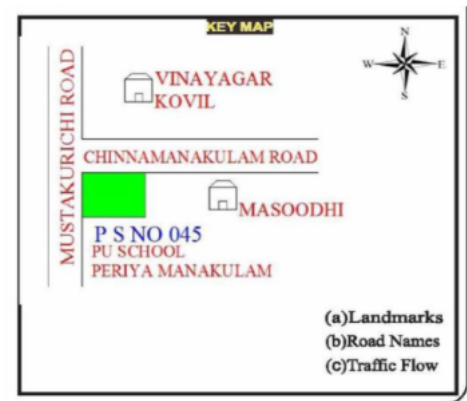 KEY MAP
N
W
E
S
MUSTAKURICHI ROAD
VINAYAGAR
KOVIL
CHINNAMANAKULAM ROAD
MASOODHI
P S NO 045
PU SCHOOL
PERIYA MANAKULAM
(a)Landmarks
(b)Road Names
(c)Traffic Flow